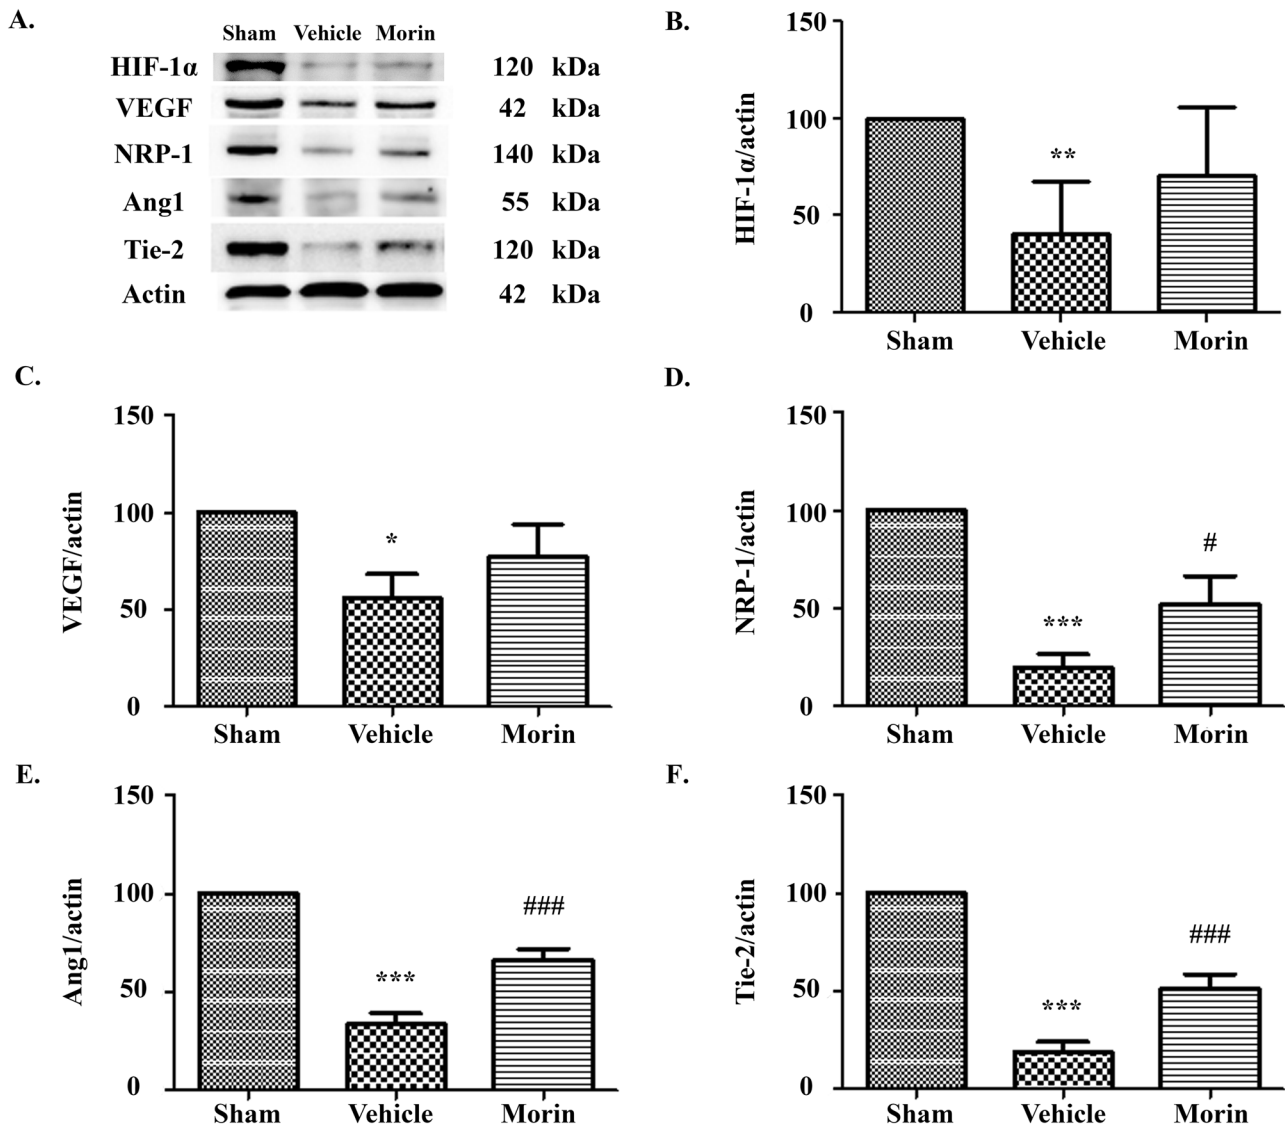 A.
Sham Vehicle Morin
HIF-1α 120 kDa
VEGF 42 kDa
NRP-1 140 kDa
Ang1 55 kDa
Tie-2 120 kDa
Actin 42 kDa
B.
HIF-1α/actin
150
100
50
0
**
Sham Vehicle Morin
C.
VEGF/actin
150
100
50
0
*
Sham Vehicle Morin
D.
NRP-1/actin
150
100
50
0
***
#
Sham Vehicle Morin
E.
Ang1/actin
150
100
50
0
***
###
Sham Vehicle Morin
F.
Tie-2/actin
150
100
50
0
***
###
Sham Vehicle Morin